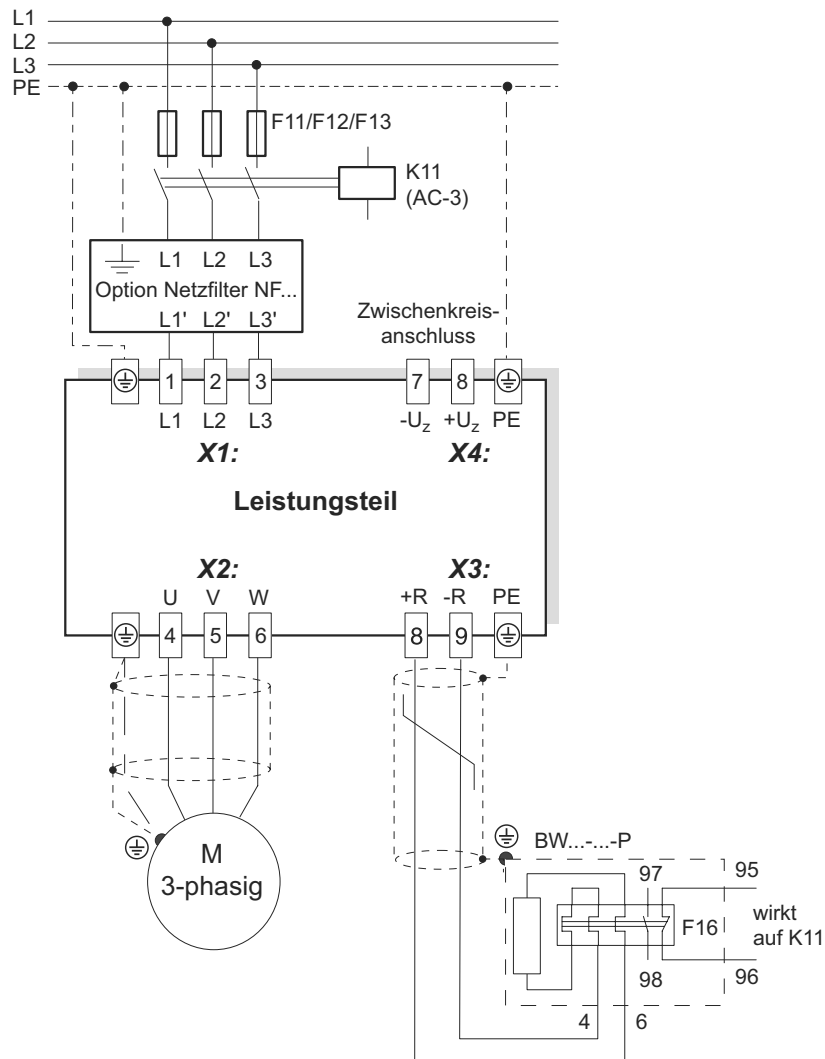 L1
L2
L3
PE
F11/F12/F13
K11
(AC-3)
L1 L2 L3
Option Netzfilter NF...
L1' L2' L3'
Zwischenkreis-
anschluss
1 2 3 7 8
L1 L2 L3 -Uz +Uz PE
X1: X4:
Leistungsteil
X2: X3:
U V W +R -R PE
4 5 6 8 9
M
3-phasig
BW...-...-P
97 95
F16
wirkt
auf K11
98 96
4 6